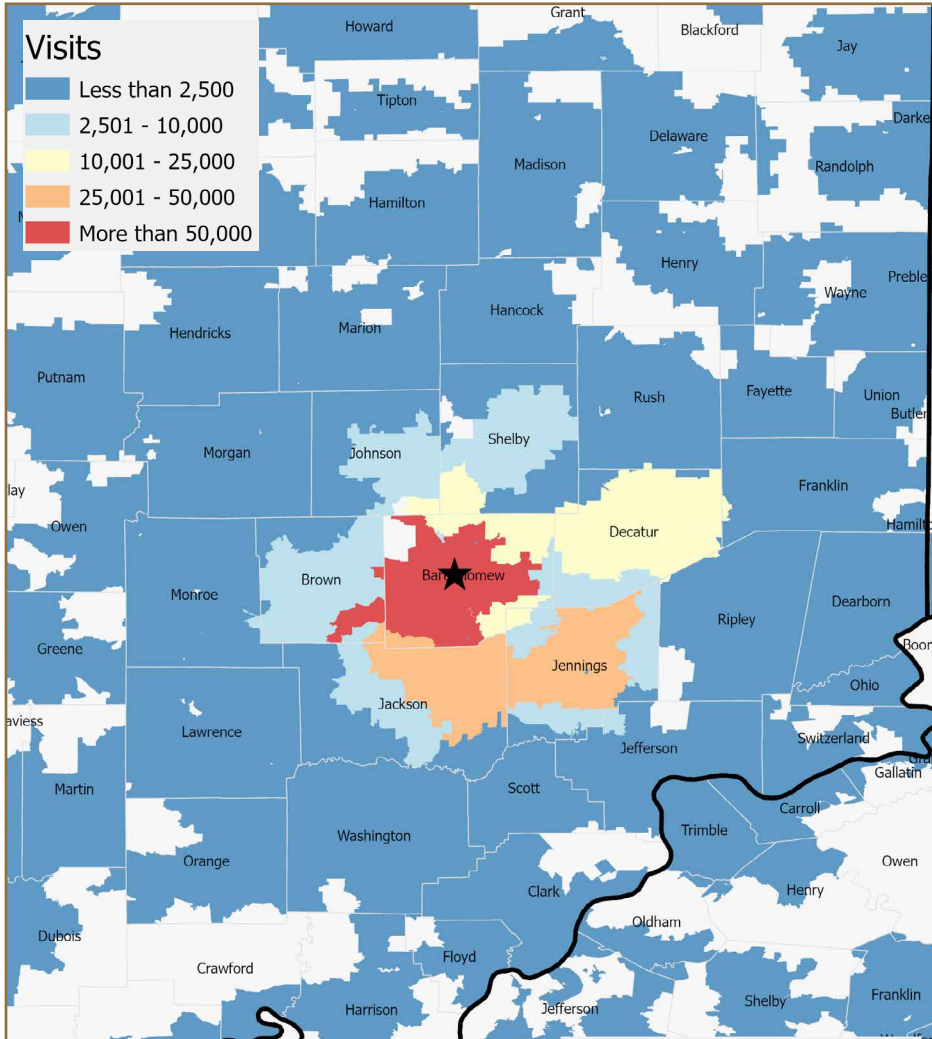 Grant
Howard
Blackford
Jay
Visits
Less than 2,500
2,501 - 10,000
10,001 - 25,000
25,001 - 50,000
More than 50,000
Tipton
Darke
Delaware
Madison
Randolph
Hamilton
Henry
Preble
Wayne
Hancock
Marion
Hendricks
Putnam
Fayette
Rush
Union
Butler
Shelby
Morgan
Johnson
Franklin
lay
Owen
Hamilto
Decatur
Brown
Monroe
Dearborn
Ripley
Greene
Boon
Jennings
Ohio
Jackson
aviess
Lawrence
Switzerland
Jefferson
Gallatin
Martin
Scott
Carroll
Trimble
Washington
Orange
Owen
Clark
Henry
Oldham
Dubois
Floyd
Crawford
Harrison
Jefferson
Shelby
Franklin